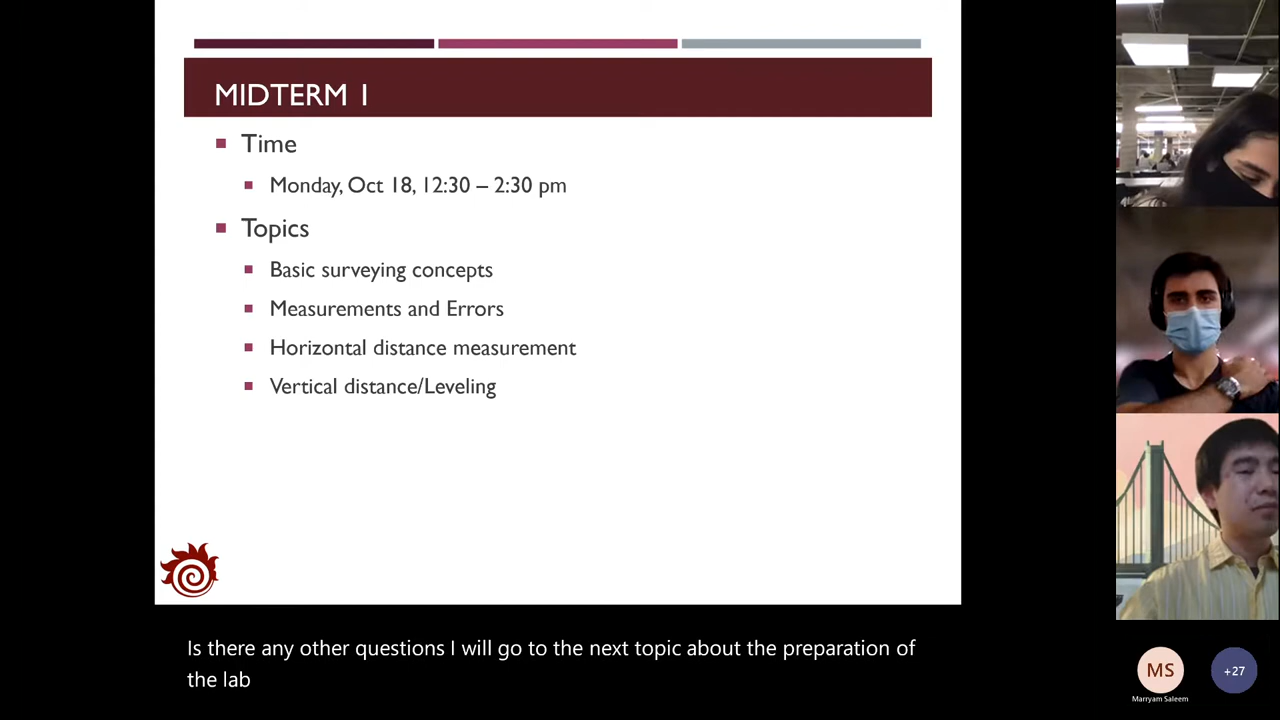 MIDTERM 1
Time
Monday, Oct 18, 12:30 – 2:30 pm
Topics
Basic surveying concepts
Measurements and Errors
Horizontal distance measurement
Vertical distance/Leveling
Is there any other questions I will go to the next topic about the preparation of
the lab
MS
Marryam Saleem
+27